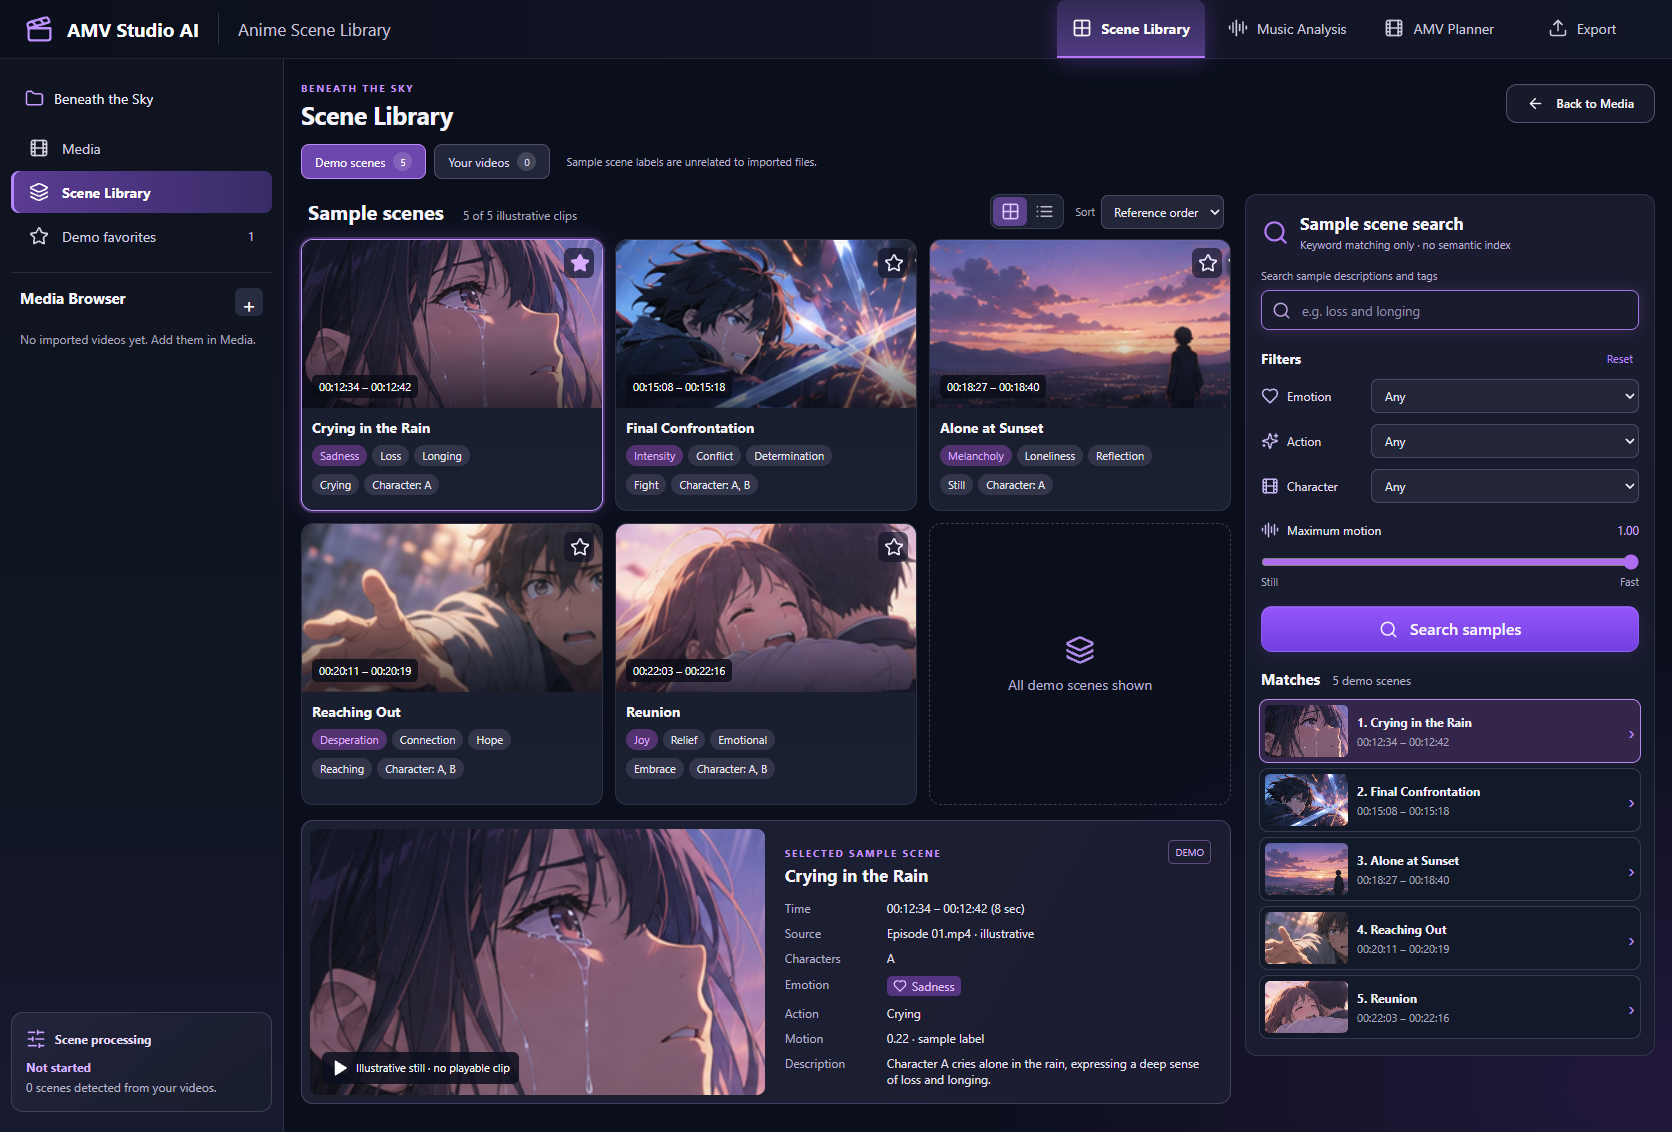 AMV Studio AI
Anime Scene Library
Scene Library
Music Analysis
AMV Planner
Export
Beneath the Sky
Media
Scene Library
Demo favorites 1
Media Browser
+
No imported videos yet. Add them in Media.
Scene processing
Not started
0 scenes detected from your videos.
BENEATH THE SKY
Scene Library
Back to Media
Demo scenes 5
Your videos 0
Sample scene labels are unrelated to imported files.
Sample scenes 5 of 5 illustrative clips
Sort Reference order
00:12:34 – 00:12:42
Crying in the Rain
Sadness Loss Longing
Crying Character: A
00:15:08 – 00:15:18
Final Confrontation
Intensity Conflict Determination
Fight Character: A, B
00:18:27 – 00:18:40
Alone at Sunset
Melancholy Loneliness Reflection
Still Character: A
00:20:11 – 00:20:19
Reaching Out
Desperation Connection Hope
Reaching Character: A, B
00:22:03 – 00:22:16
Reunion
Joy Relief Emotional
Embrace Character: A, B
All demo scenes shown
Illustrative still · no playable clip
SELECTED SAMPLE SCENE
DEMO
Crying in the Rain
Time 00:12:34 – 00:12:42 (8 sec)
Source Episode 01.mp4 · illustrative
Characters A
Emotion Sadness
Action Crying
Motion 0.22 · sample label
Description Character A cries alone in the rain, expressing a deep sense
of loss and longing.
Sample scene search
Keyword matching only · no semantic index
Search sample descriptions and tags
e.g. loss and longing
Filters Reset
Emotion Any
Action Any
Character Any
Maximum motion 1.00
Still Fast
Search samples
Matches 5 demo scenes
1. Crying in the Rain
00:12:34 – 00:12:42
2. Final Confrontation
00:15:08 – 00:15:18
3. Alone at Sunset
00:18:27 – 00:18:40
4. Reaching Out
00:20:11 – 00:20:19
5. Reunion
00:22:03 – 00:22:16